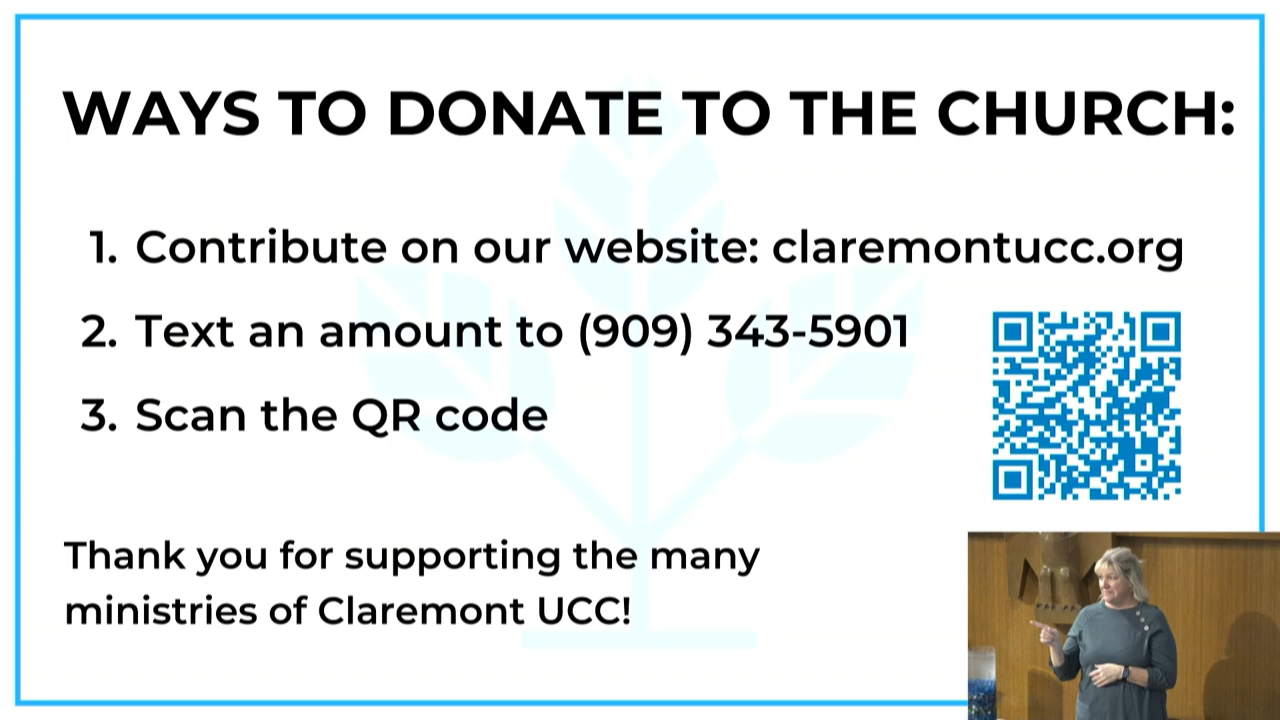 WAYS TO DONATE TO THE CHURCH:
1. Contribute on our website: claremontucc.org
2. Text an amount to (909) 343-5901
3. Scan the QR code
Thank you for supporting the many
ministries of Claremont UCC!